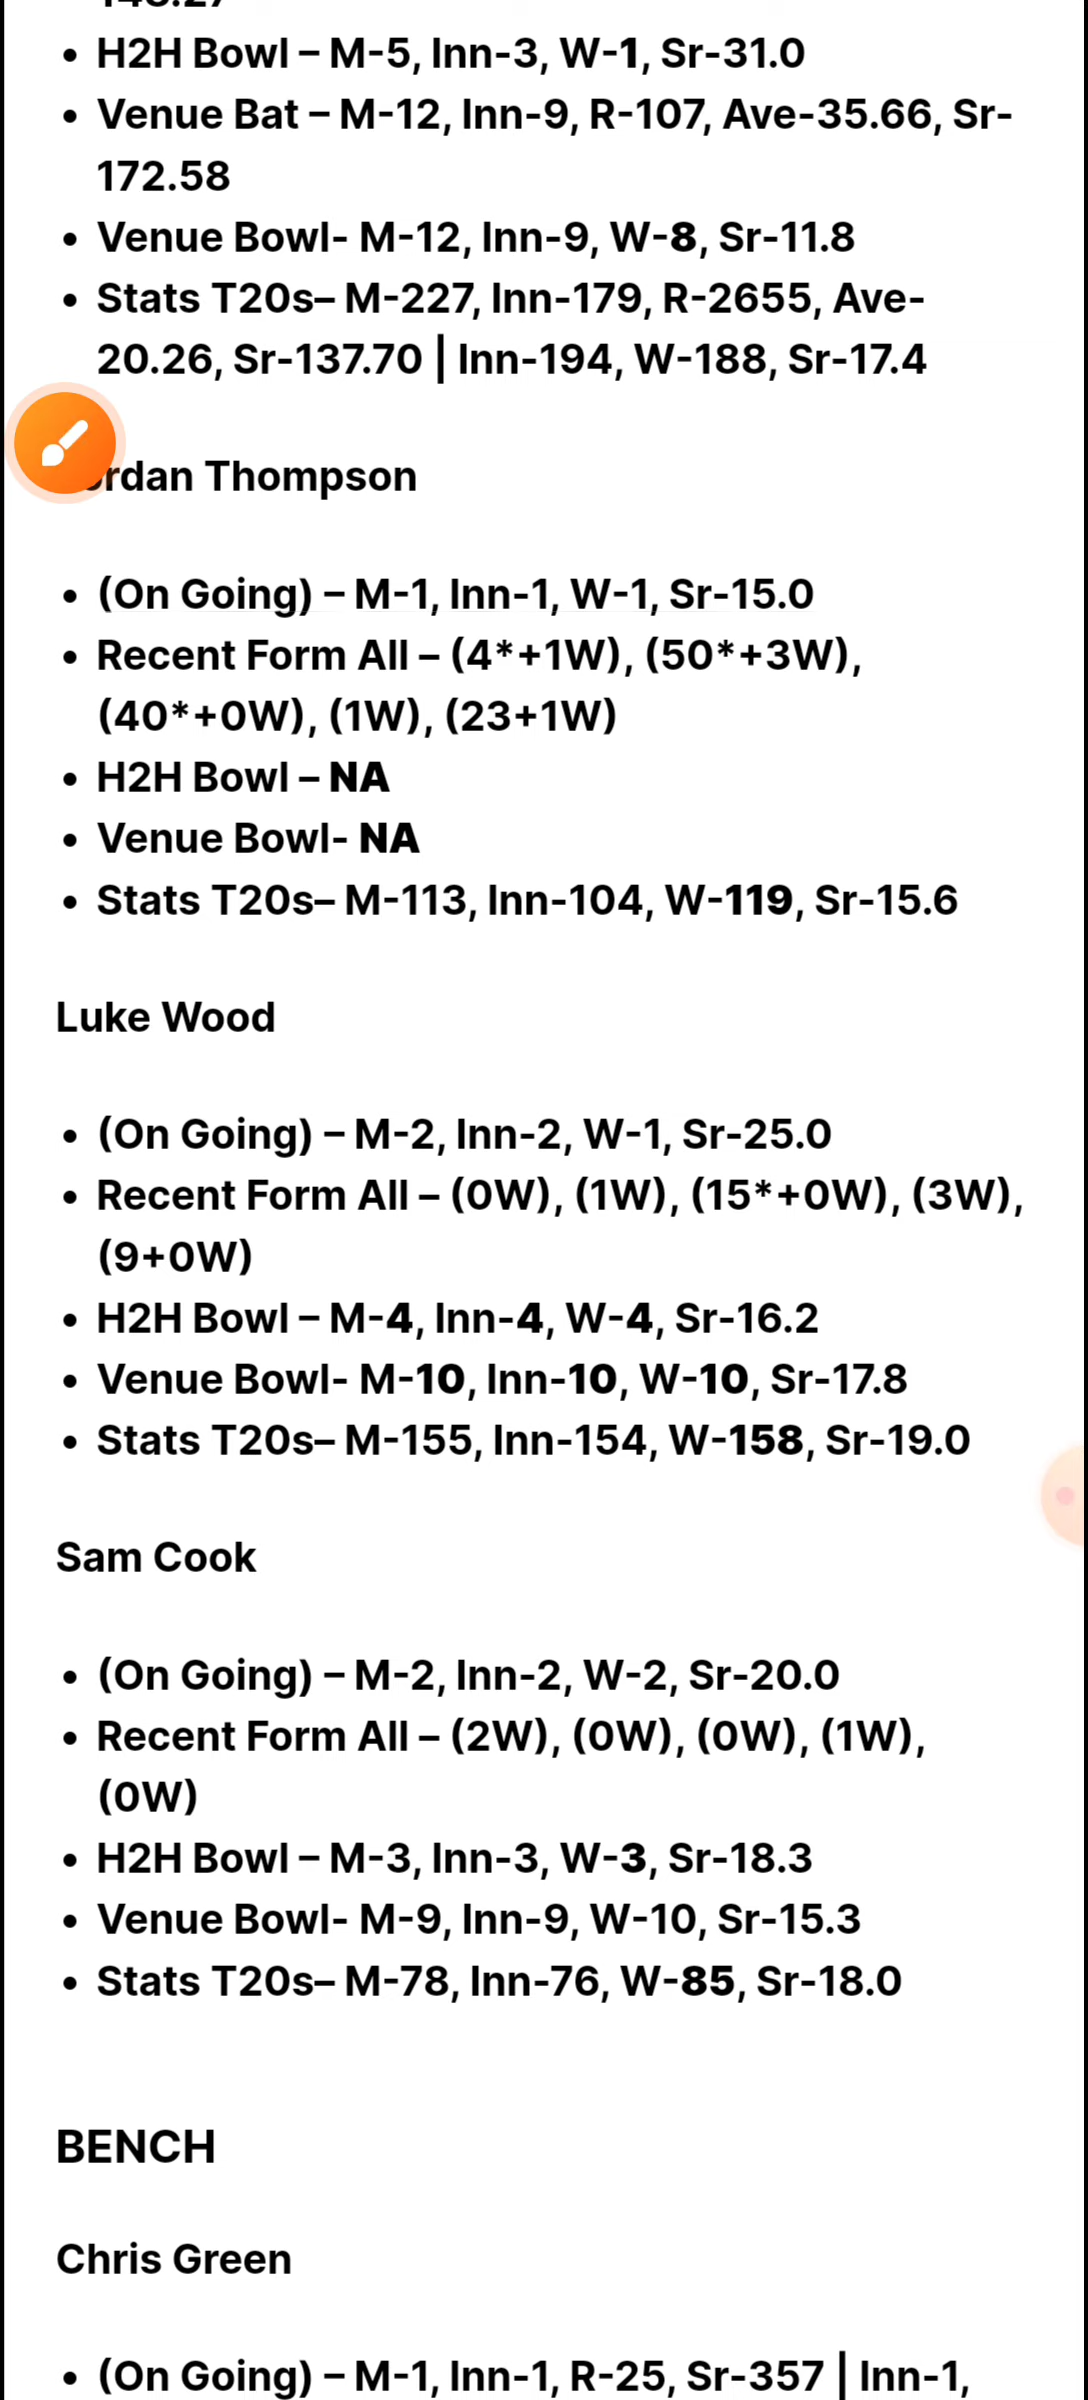 • H2H Bowl – M-5, Inn-3, W-1, Sr-31.0
• Venue Bat – M-12, Inn-9, R-107, Ave-35.66, Sr-
172.58
• Venue Bowl- M-12, Inn-9, W-8, Sr-11.8
• Stats T20s– M-227, Inn-179, R-2655, Ave-
20.26, Sr-137.70 | Inn-194, W-188, Sr-17.4
Thompson
• (On Going) – M-1, Inn-1, W-1, Sr-15.0
• Recent Form All – (4*+1W), (50*+3W),
(40*+0W), (1W), (23+1W)
• H2H Bowl – NA
• Venue Bowl- NA
• Stats T20s– M-113, Inn-104, W-119, Sr-15.6
Luke Wood
• (On Going) – M-2, Inn-2, W-1, Sr-25.0
• Recent Form All – (0W), (1W), (15*+0W), (3W),
(9+0W)
• H2H Bowl – M-4, Inn-4, W-4, Sr-16.2
• Venue Bowl- M-10, Inn-10, W-10, Sr-17.8
• Stats T20s– M-155, Inn-154, W-158, Sr-19.0
Sam Cook
• (On Going) – M-2, Inn-2, W-2, Sr-20.0
• Recent Form All – (2W), (0W), (0W), (1W),
(0W)
• H2H Bowl – M-3, Inn-3, W-3, Sr-18.3
• Venue Bowl- M-9, Inn-9, W-10, Sr-15.3
• Stats T20s– M-78, Inn-76, W-85, Sr-18.0
BENCH
Chris Green
• (On Going) – M-1, Inn-1, R-25, Sr-357 | Inn-1,